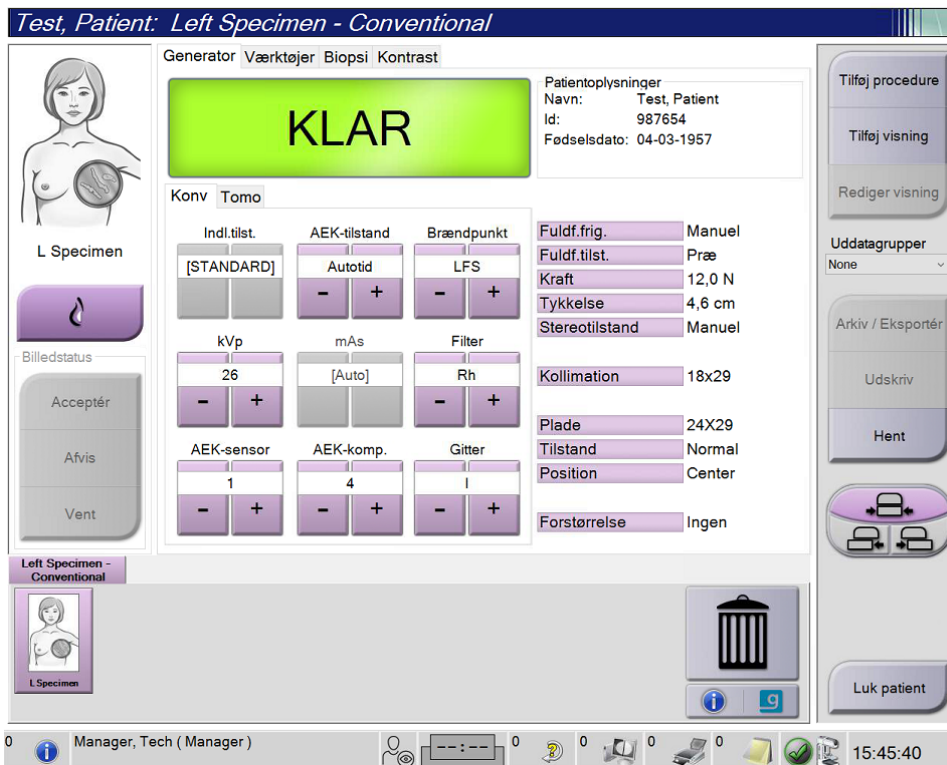 Test, Patient: Left Specimen - Conventional
Generator Værktøjer Biopsi Kontrast
KLAR
Patientoplysninger
Navn: Test, Patient
Id: 987654
Fødselsdato: 04-03-1957
L Specimen
Billedstatus
Acceptér
Afvis
Vent
Konv Tomo
Indl.tilst. AEK-tilstand Brændpunkt
[STANDARD] Autotid LFS
- + - +
kVp mAs Filter
26 [Auto] Rh
- + - +
AEK-sensor AEK-komp. Gitter
1 4 I
- + - + - +
Fuldf.frig. Manuel
Fuldf.tilst. Præ
Kraft 12,0 N
Tykkelse 4,6 cm
Stereotilstand Manuel
Kollimation 18x29
Plade 24X29
Tilstand Normal
Position Center
Forstørrelse Ingen
Tilføj procedure
Tilføj visning
Rediger visning
Uddatagrupper
None
Arkiv / Eksportér
Udskriv
Hent
Left Specimen -
Conventional
L Specimen
Luk patient
0 Manager, Tech ( Manager ) --:-- 0 0 0 0 15:45:40